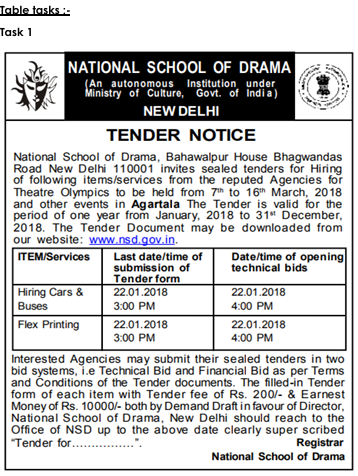 Table tasks :-
Task 1
NATIONAL SCHOOL OF DRAMA
(An autonomous Institution under
Ministry of Culture, Govt. of India)
NEW DELHI
TENDER NOTICE
National School of Drama, Bahawalpur House Bhagwandas
Road New Delhi 110001 invites sealed tenders for Hiring
of following items/services from the reputed Agencies for
Theatre Olympics to be held from 7th to 16th March, 2018
and other events in Agartala The Tender is valid for the
period of one year from January, 2018 to 31st December,
2018. The Tender Document may be downloaded from
our website: www.nsd.gov.in.
ITEM/Services Last date/time of submission of Tender form Date/time of opening technical bids
Hiring Cars & Buses 22.01.2018 3:00 PM 22.01.2018 4:00 PM
Flex Printing 22.01.2018 3:00 PM 22.01.2018 4:00 PM
Interested Agencies may submit their sealed tenders in two
bid systems, i.e Technical Bid and Financial Bid as per Terms
and Conditions of the Tender documents. The filled-in Tender
form of each item with Tender fee of Rs. 200/- & Earnest
Money of Rs. 10000/- both by Demand Draft in favour of Director,
National School of Drama, New Delhi should reach to the
Office of NSD up to the above date clearly super scribed
"Tender for................". Registrar
National School of Drama